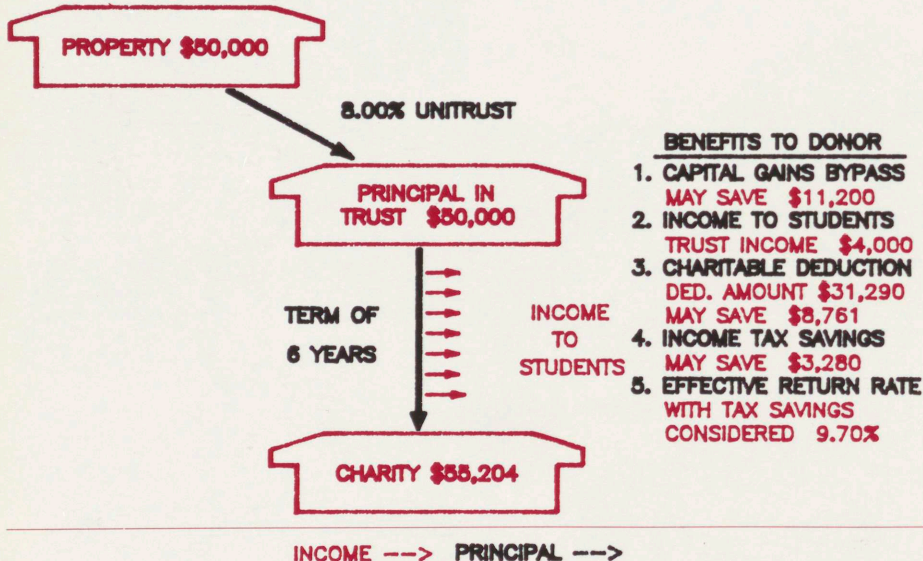 PROPERTY $50,000
8.00% UNITRUST
PRINCIPAL IN
TRUST $50,000
TERM OF
6 YEARS
INCOME
TO
STUDENTS
CHARITY $55,204
BENEFITS TO DONOR
1. CAPITAL GAINS BYPASS
MAY SAVE $11,200
2. INCOME TO STUDENTS
TRUST INCOME $4,000
3. CHARITABLE DEDUCTION
DED. AMOUNT $31,290
MAY SAVE $8,761
4. INCOME TAX SAVINGS
MAY SAVE $3,280
5. EFFECTIVE RETURN RATE
WITH TAX SAVINGS
CONSIDERED 9.70%
INCOME --> PRINCIPAL -->